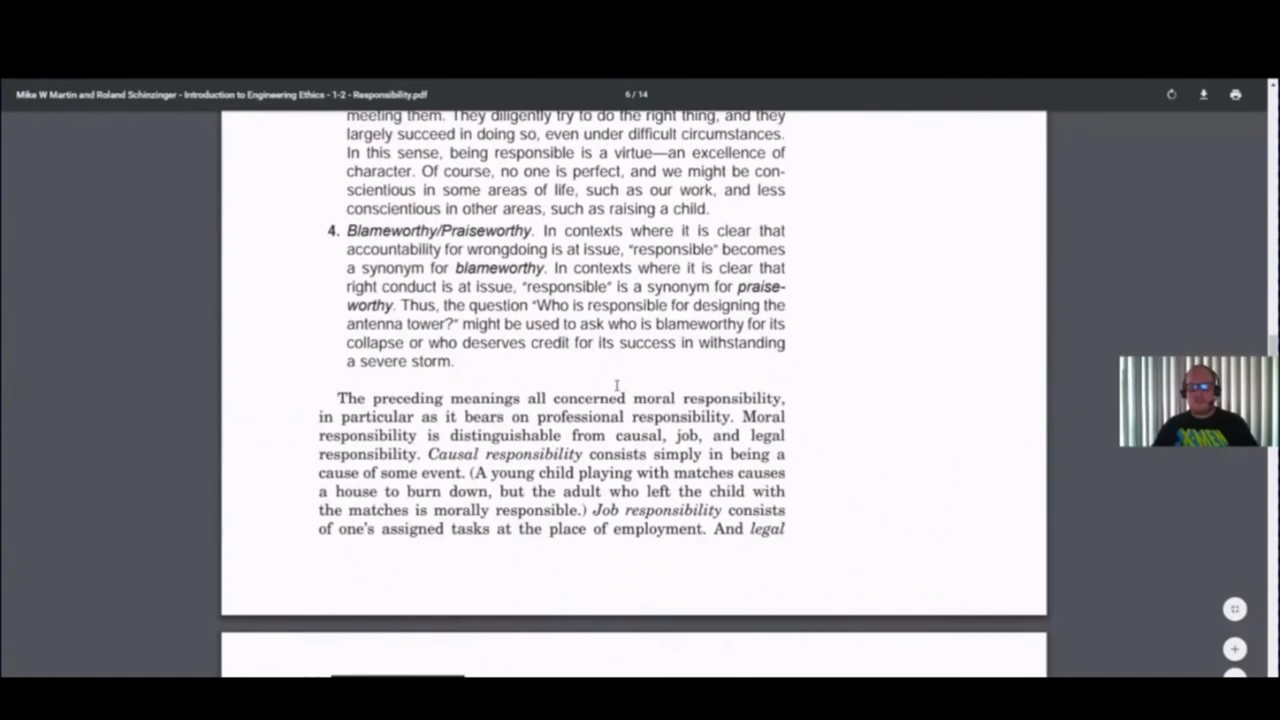 Mike W Martin and Roland Schinzinger - Introduction to Engineering Ethics - 1-2 - Responsibility.pdf
6 / 14
meeting them. They diligently try to do the right thing, and they
largely succeed in doing so, even under difficult circumstances.
In this sense, being responsible is a virtue—an excellence of
character. Of course, no one is perfect, and we might be con-
scientious in some areas of life, such as our work, and less
conscientious in other areas, such as raising a child.
4. Blameworthy/Praiseworthy. In contexts where it is clear that
accountability for wrongdoing is at issue, "responsible" becomes
a synonym for blameworthy. In contexts where it is clear that
right conduct is at issue, "responsible" is a synonym for praise-
worthy. Thus, the question "Who is responsible for designing the
antenna tower?" might be used to ask who is blameworthy for its
collapse or who deserves credit for its success in withstanding
a severe storm.
The preceding meanings all concerned moral responsibility,
in particular as it bears on professional responsibility. Moral
responsibility is distinguishable from causal, job, and legal
responsibility. Causal responsibility consists simply in being a
cause of some event. (A young child playing with matches causes
a house to burn down, but the adult who left the child with
the matches is morally responsible.) Job responsibility consists
of one's assigned tasks at the place of employment. And legal
X-MEN